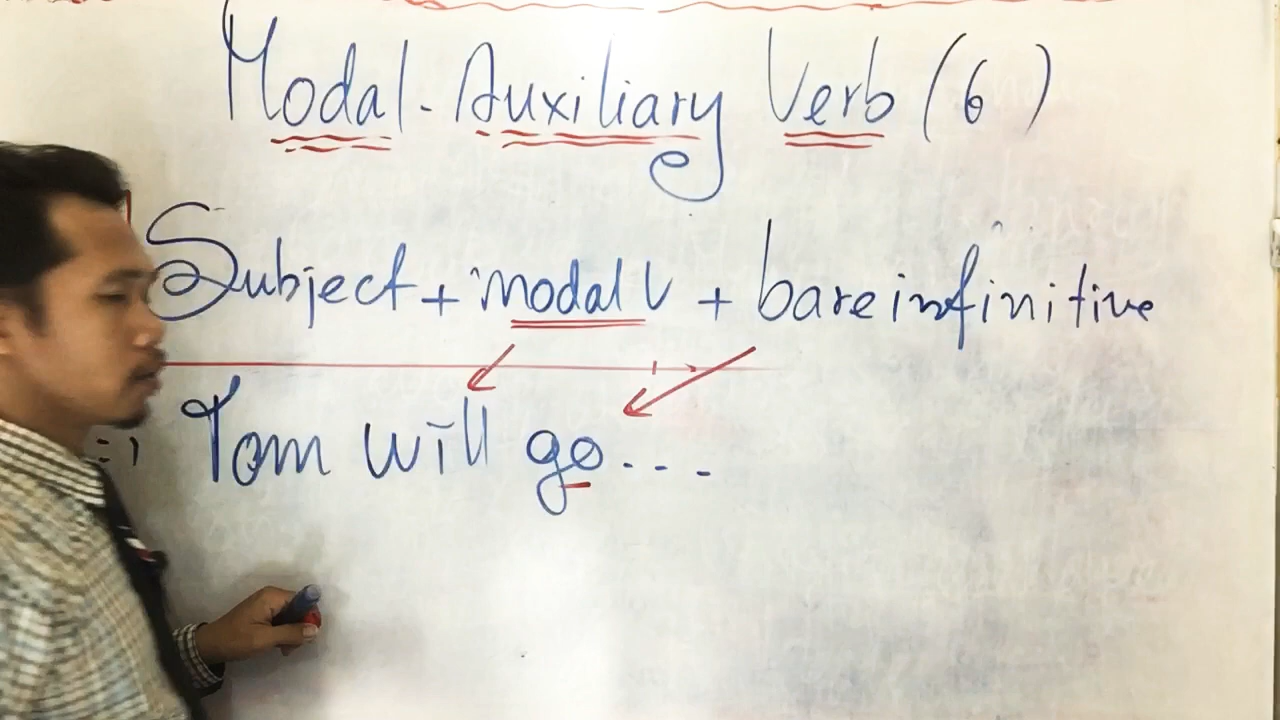 Modal-Auxiliary Verb (6)
Subject + modal V + bare infinitive
Tom will go....